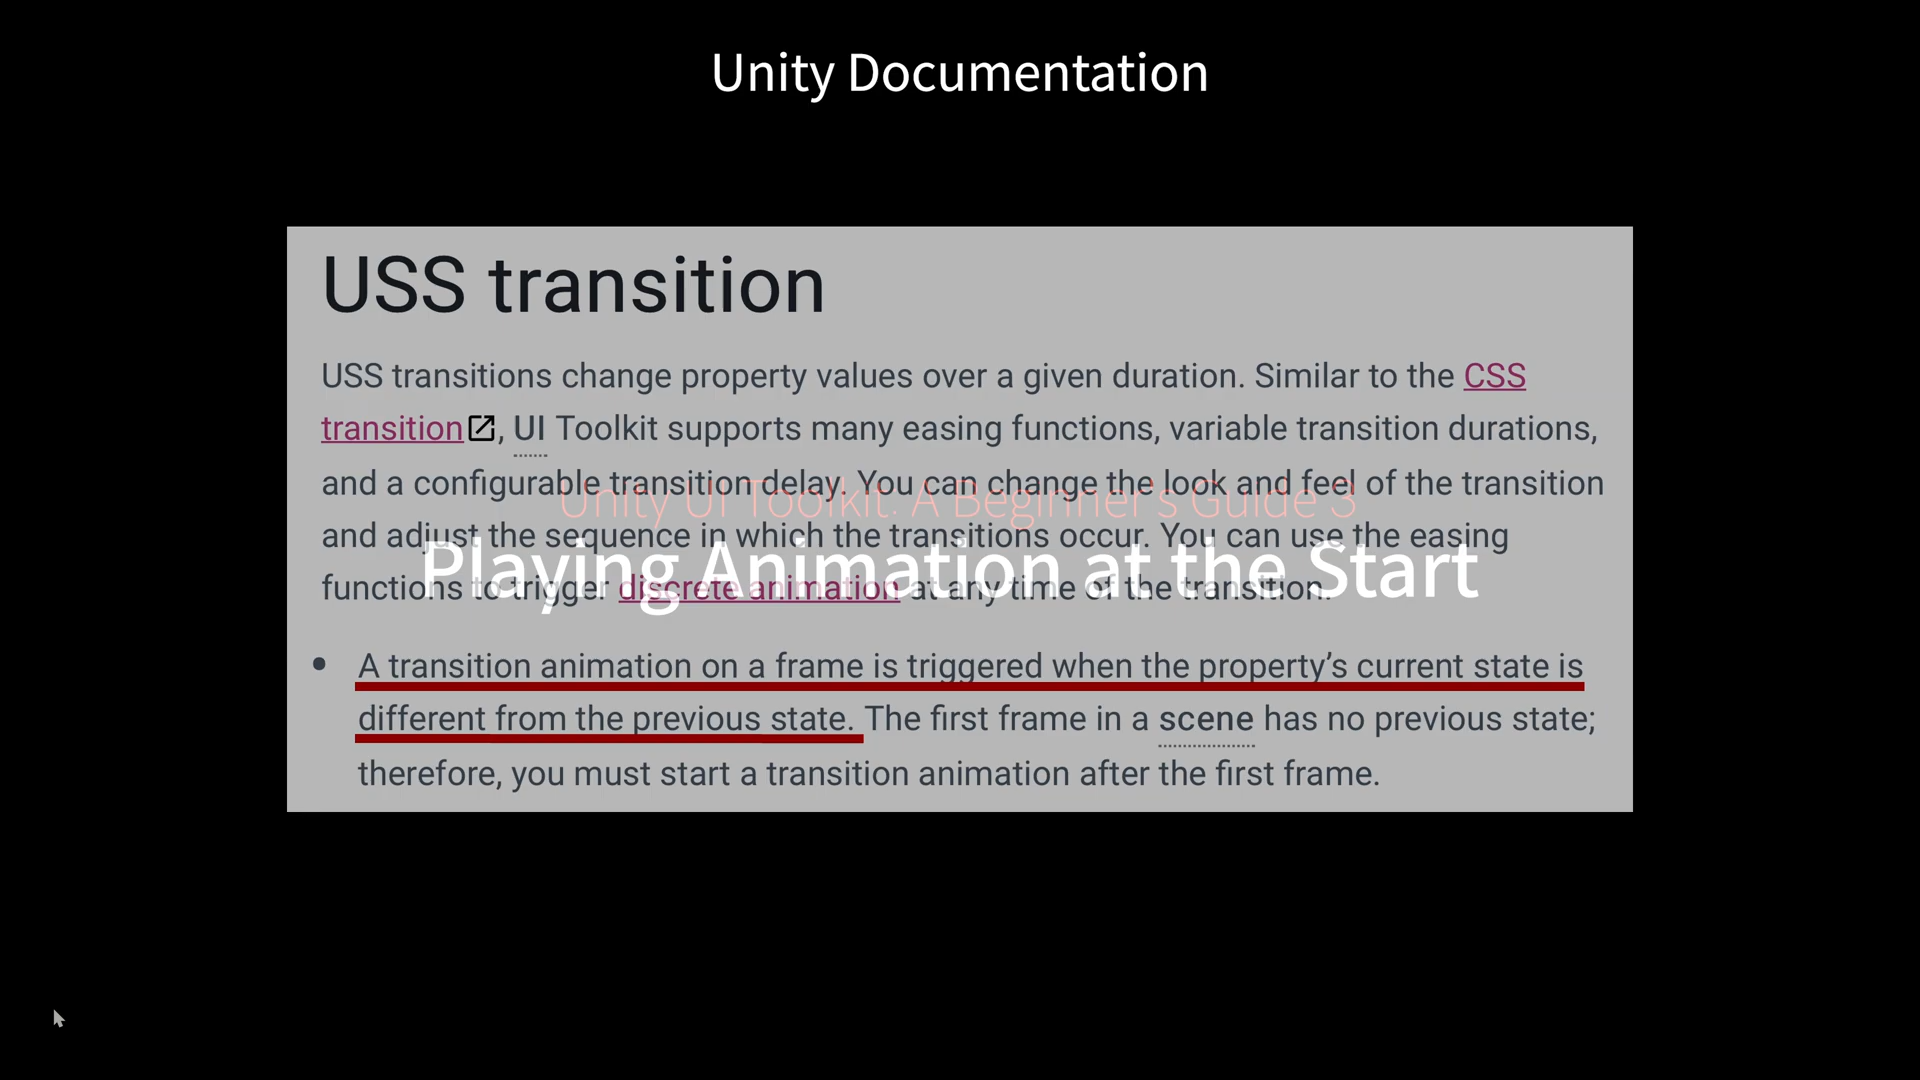 Unity Documentation
USS transition
USS transitions change property values over a given duration. Similar to the CSS
transition, UI Toolkit supports many easing functions, variable transition durations,
and a configurable transition delay. You can change the look and feel of the transition
Unity UI Toolkit: A Beginner's Guide 3
and adjust the sequence in which the transitions occur. You can use the easing
Playing Animation at the Start
functions to trigger discrete animation at any time of the transition.
• A transition animation on a frame is triggered when the property’s current state is
different from the previous state. The first frame in a scene has no previous state;
therefore, you must start a transition animation after the first frame.